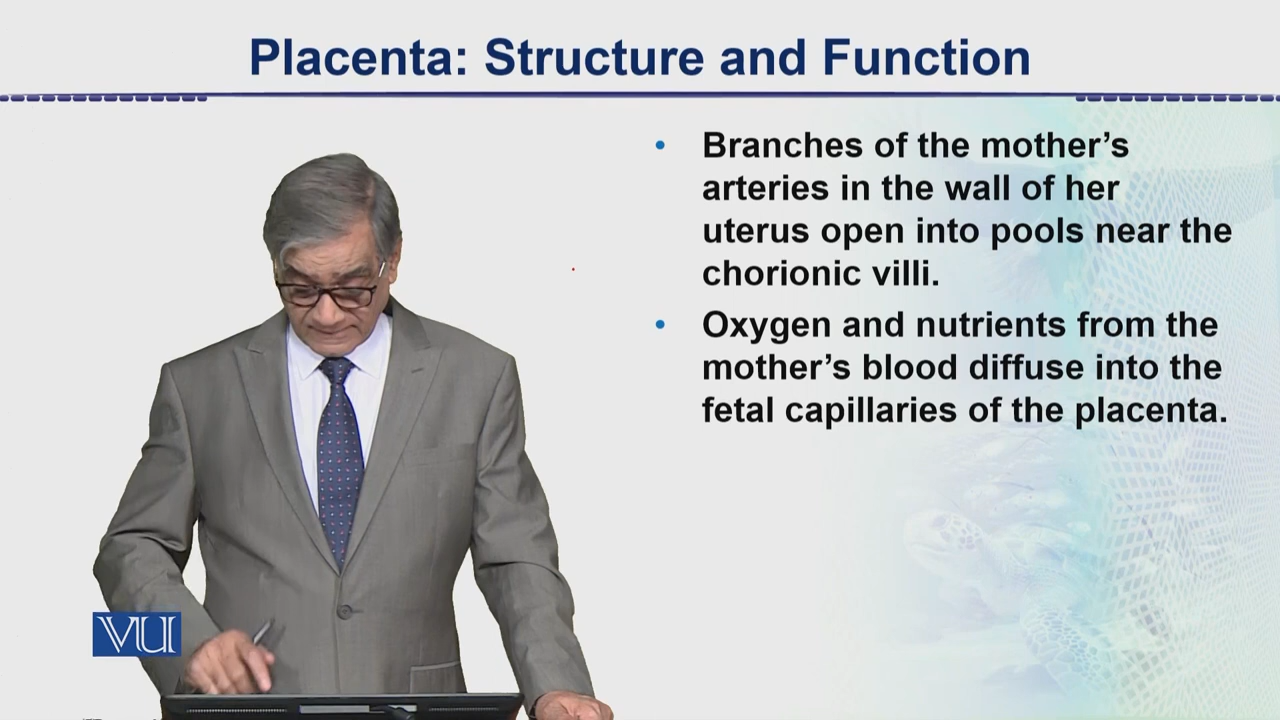 Placenta: Structure and Function
• Branches of the mother’s
arteries in the wall of her
uterus open into pools near the
chorionic villi.
• Oxygen and nutrients from the
mother’s blood diffuse into the
fetal capillaries of the placenta.
VU